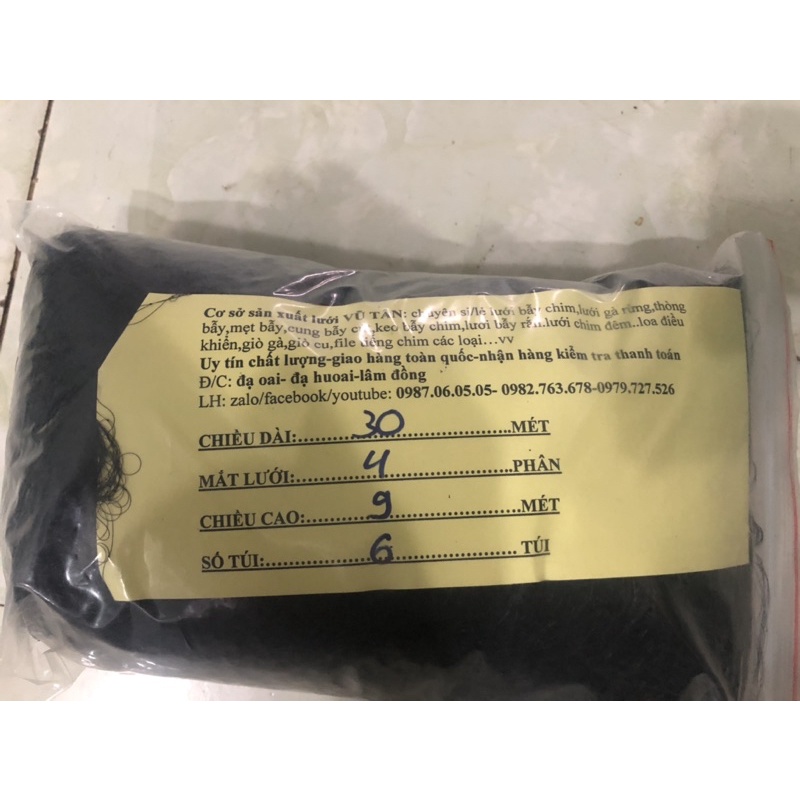 Cơ sở sản xuất lưới VŨ TÂN: chuyên sỉ/lẻ lưới bẫy chim,lưới gà rừng,thòng
bẫy,mẹt bẫy,cung bẫy cò,keo bẫy chim,lươi bẫy rắn.lưới chim đêm..loa điều
khiển,giò gà,giò cu,file tiếng chim các loại…vv
Uy tín chất lượng-giao hàng toàn quốc-nhận hàng kiểm tra thanh toán
Đ/C: đạ oai- đạ huoai-lâm đồng
LH: zalo/facebook/youtube: 0987.06.05.05- 0982.763.678-0979.727.526
CHIỀU DÀI:........30........MÉT
MẮT LƯỚI:........4........PHÂN
CHIỀU CAO:........9........MÉT
SỐ TÚI:........6........ TÚI